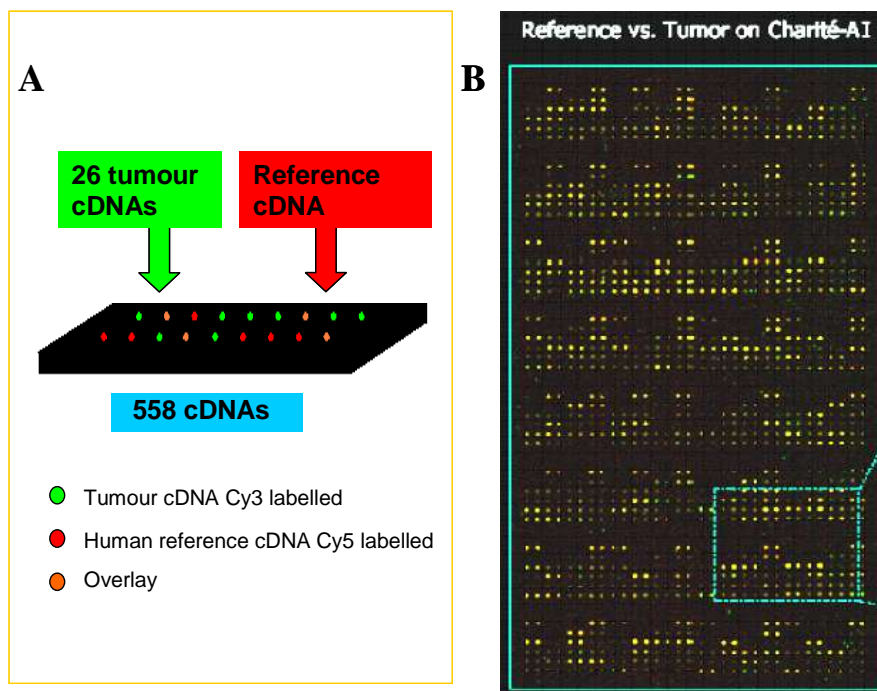 A
26 tumour
cDNAs
Reference
cDNA
558 cDNAs
Tumour cDNA Cy3 labelled
Human reference cDNA Cy5 labelled
Overlay
B
Reference vs. Tumor on Charité-AI